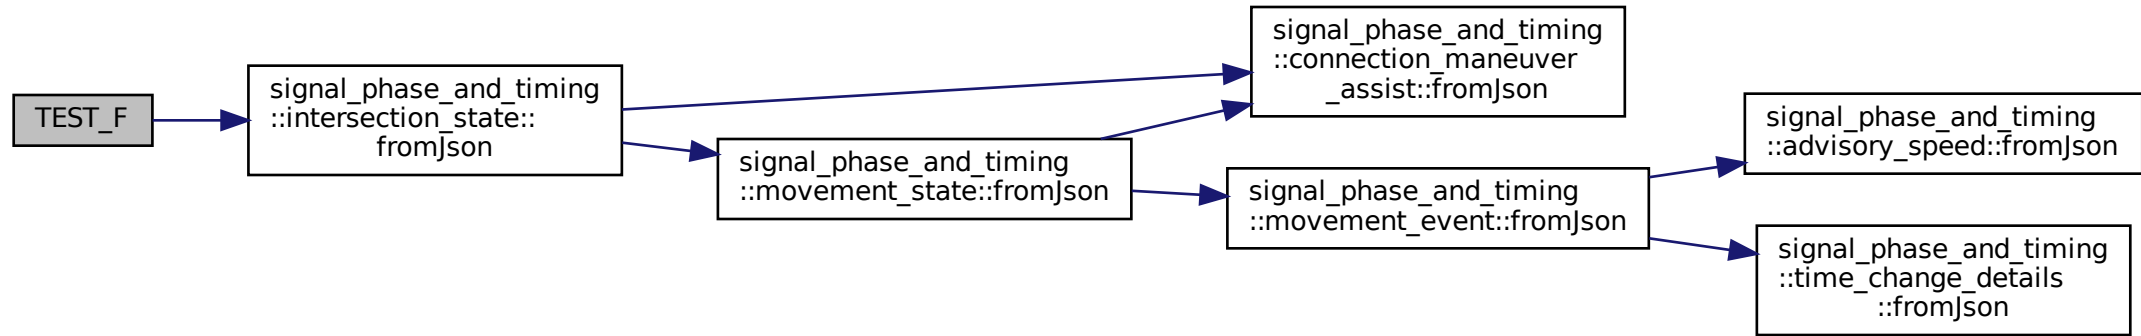 TEST_F
signal_phase_and_timing
::intersection_state::
fromJson
signal_phase_and_timing
::movement_state::fromJson
signal_phase_and_timing
::connection_maneuver
_assist::fromJson
signal_phase_and_timing
::movement_event::fromJson
signal_phase_and_timing
::advisory_speed::fromJson
signal_phase_and_timing
::time_change_details
::fromJson